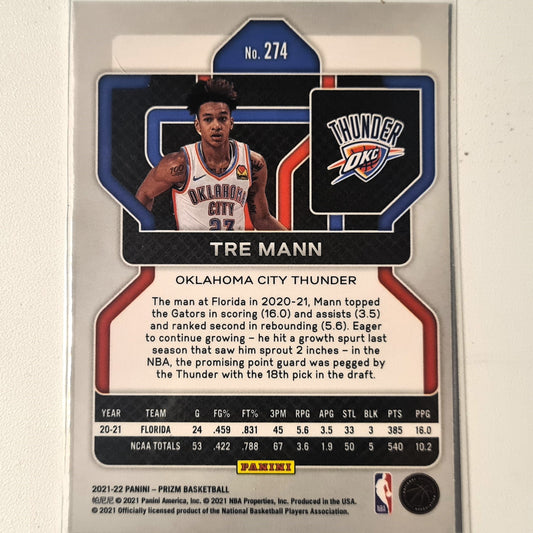 No. 274
THUNDER
OKC
OKLAHOMA
CITY
23
TRE MANN
OKLAHOMA CITY THUNDER
The man at Florida in 2020-21, Mann topped
the Gators in scoring (16.0) and assists (3.5)
and ranked second in rebounding (5.6). Eager
to continue growing – he hit a growth spurt last
season that saw him sprout 2 inches – in the
NBA, the promising point guard was pegged by
the Thunder with the 18th pick in the draft.
YEAR TEAM G FG% FT% 3PM RPG APG STL BLK PTS PPG
20-21 FLORIDA 24 .459 .831 45 5.6 3.5 33 3 385 16.0
NCAA TOTALS 53 .422 .788 67 3.6 1.9 50 5 540 10.2
PANINI
2021-22 PANINI – PRIZM BASKETBALL
帕尼尼 © 2021 Panini America, Inc. © 2021 NBA Properties, Inc. Produced in the USA.
© 2021 Officially licensed product of the National Basketball Players Association.